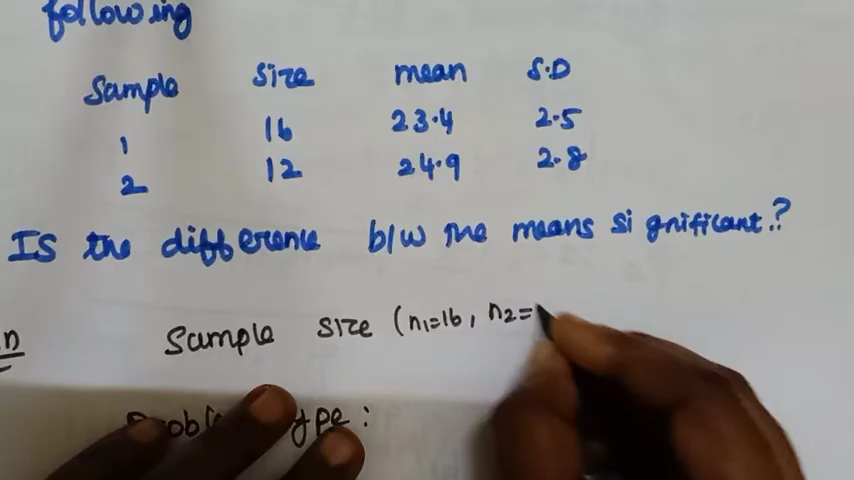 following
Sample Size mean S.D
1 16 23.4 2.5
2 12 24.9 2.8
Is the difference b/w the means significant.?
n Sample size (n1=16, n2=
ype: